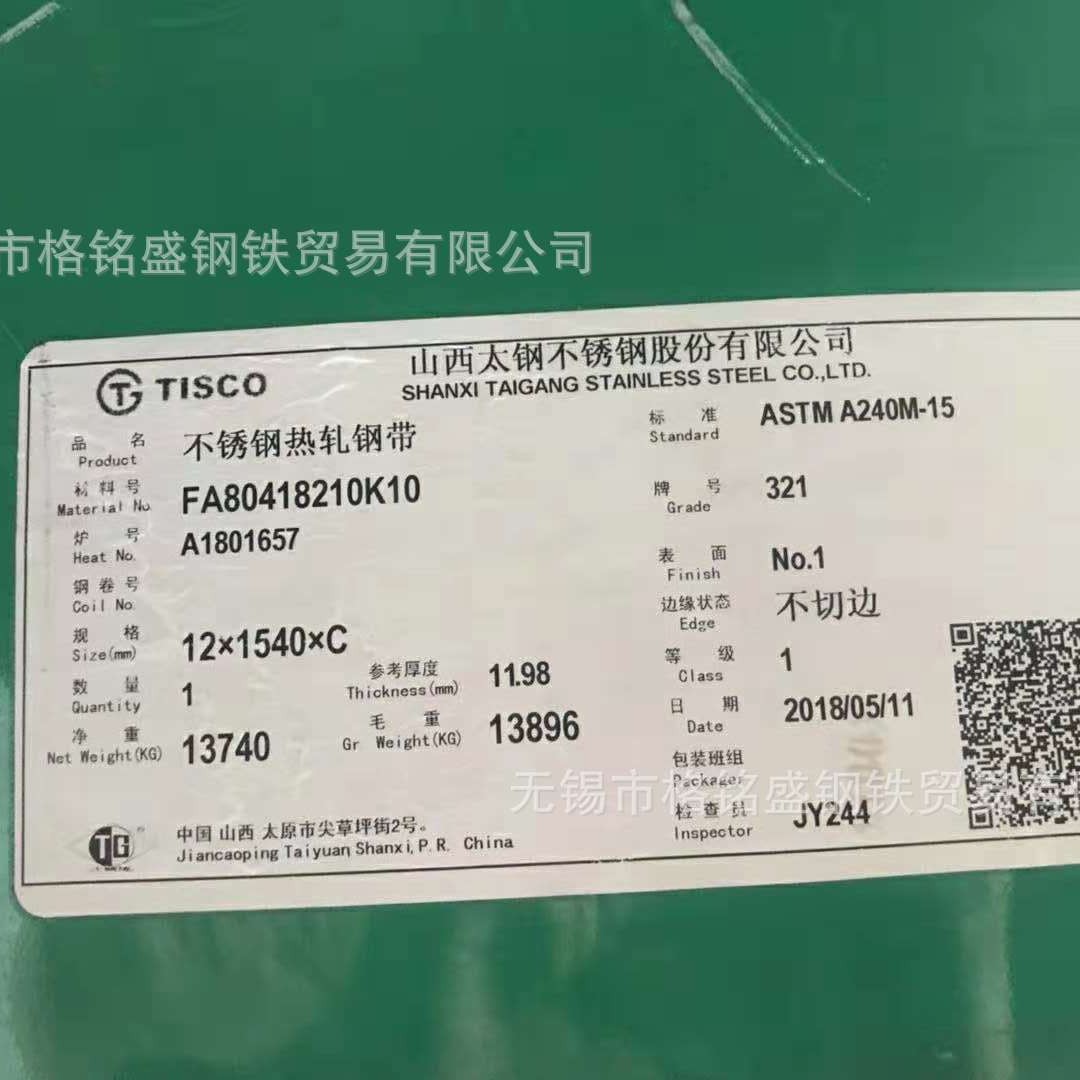 市格铭盛钢铁贸易有限公司
TISCO
山西太钢不锈钢股份有限公司
SHANXI TAIGANG STAINLESS STEEL CO.,LTD.
品 名 不锈钢热轧钢带 标 准 ASTM A240M-15
Product Standard
材料号 FA80418210K10 牌 号 321
Material No. Grade
炉 号 A1801657
Heat No. 表 面 No.1
钢卷号 Finish
Coil No. 边缘状态 不切边
规 格 12×1540×C Edge
Size(mm) 参考厚度 11.98 等 级 1
数 量 1 Thickness(mm) Class
Quantity 毛 重 13896 日 期 2018/05/11
净 重 13740 Gr Weight(KG) Date
Net Weight(KG) 包装班组
Packager
无锡市格铭盛钢铁贸易有
检查员 JY244
Inspector
TG
中国 山西 太原市尖草坪街2号。
Jiancaoping Taiyuan Shanxi, P.R. China